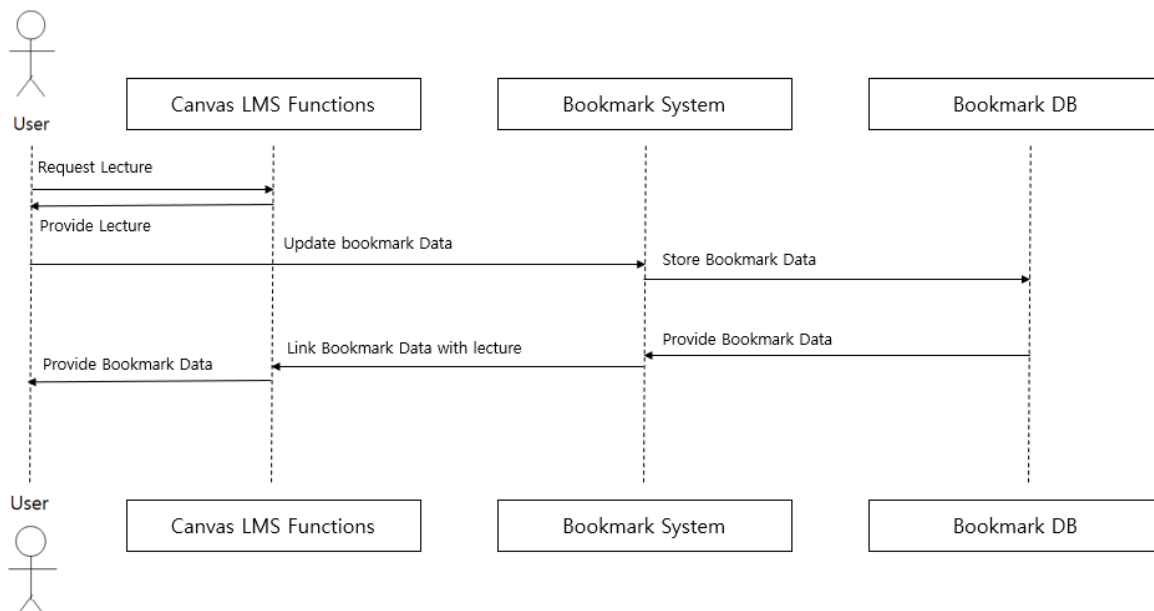 User
Canvas LMS Functions
Bookmark System
Bookmark DB
Request Lecture
Provide Lecture
Update bookmark Data
Store Bookmark Data
Provide Bookmark Data
Link Bookmark Data with lecture
Provide Bookmark Data
User
Canvas LMS Functions
Bookmark System
Bookmark DB